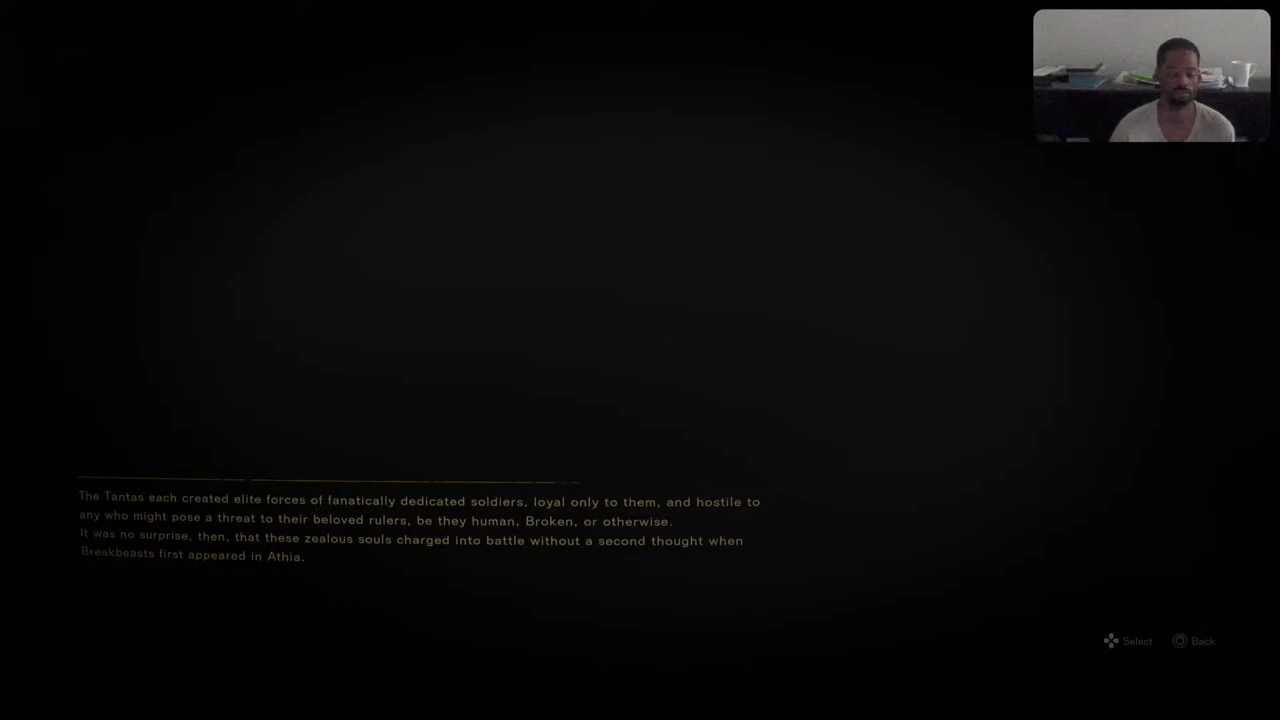 The Tantas each created elite forces of fanatically dedicated soldiers, loyal only to them, and hostile to
any who might pose a threat to their beloved rulers, be they human, Broken, or otherwise.
It was no surprise, then, that these zealous souls charged into battle without a second thought when
Breakbeasts first appeared in Athia.
Select
Back